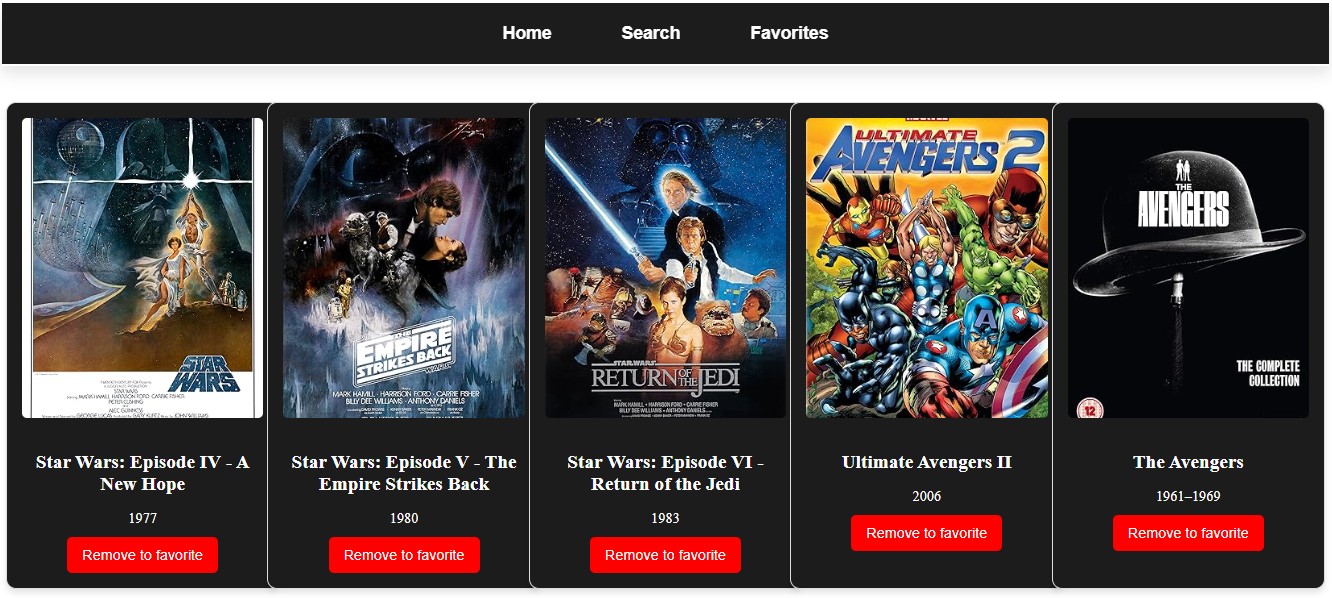 Home Search Favorites
STAR
WARS
Star Wars: Episode IV - A
New Hope
1977
Remove to favorite
THE
EMPIRE
STRIKES BACK
MARK HAMILL · HARRISON FORD · CARRIE FISHER
BILLY DEE WILLIAMS · ANTHONY DANIELS
Star Wars: Episode V - The
Empire Strikes Back
1980
Remove to favorite
STAR WARS
RETURN OF THE JEDI
MARK HAMILL · HARRISON FORD · CARRIE FISHER
BILLY DEE WILLIAMS · ANTHONY DANIELS
Star Wars: Episode VI -
Return of the Jedi
1983
Remove to favorite
MARVEL
ULTIMATE
AVENGERS 2
A
Ultimate Avengers II
2006
Remove to favorite
THE
AVENGERS
THE COMPLETE
COLLECTION
12
The Avengers
1961–1969
Remove to favorite